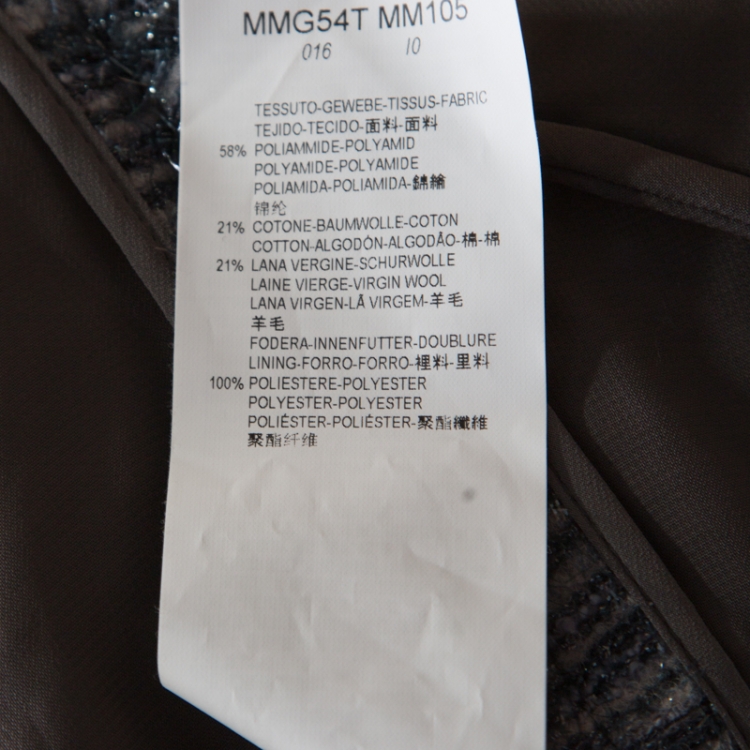 MMG54T MM105
016 I0
TESSUTO-GEWEBE-TISSUS-FABRIC
TEJIDO-TECIDO-面料-面料
58% POLIAMMIDE-POLYAMID
POLYAMIDE-POLYAMIDE
POLIAMIDA-POLIAMIDA-錦綸
锦纶
21% COTONE-BAUMWOLLE-COTON
COTTON-ALGODÓN-ALGODÃO-棉-棉
21% LANA VERGINE-SCHURWOLLE
LAINE VIERGE-VIRGIN WOOL
LANA VIRGEN-LÃ VIRGEM-羊毛
羊毛
FODERA-INNENFUTTER-DOUBLURE
LINING-FORRO-FORRO-裡料-里料
100% POLIESTERE-POLYESTER
POLYESTER-POLYESTER
POLIÉSTER-POLIÉSTER-聚酯纖維
聚酯纤维